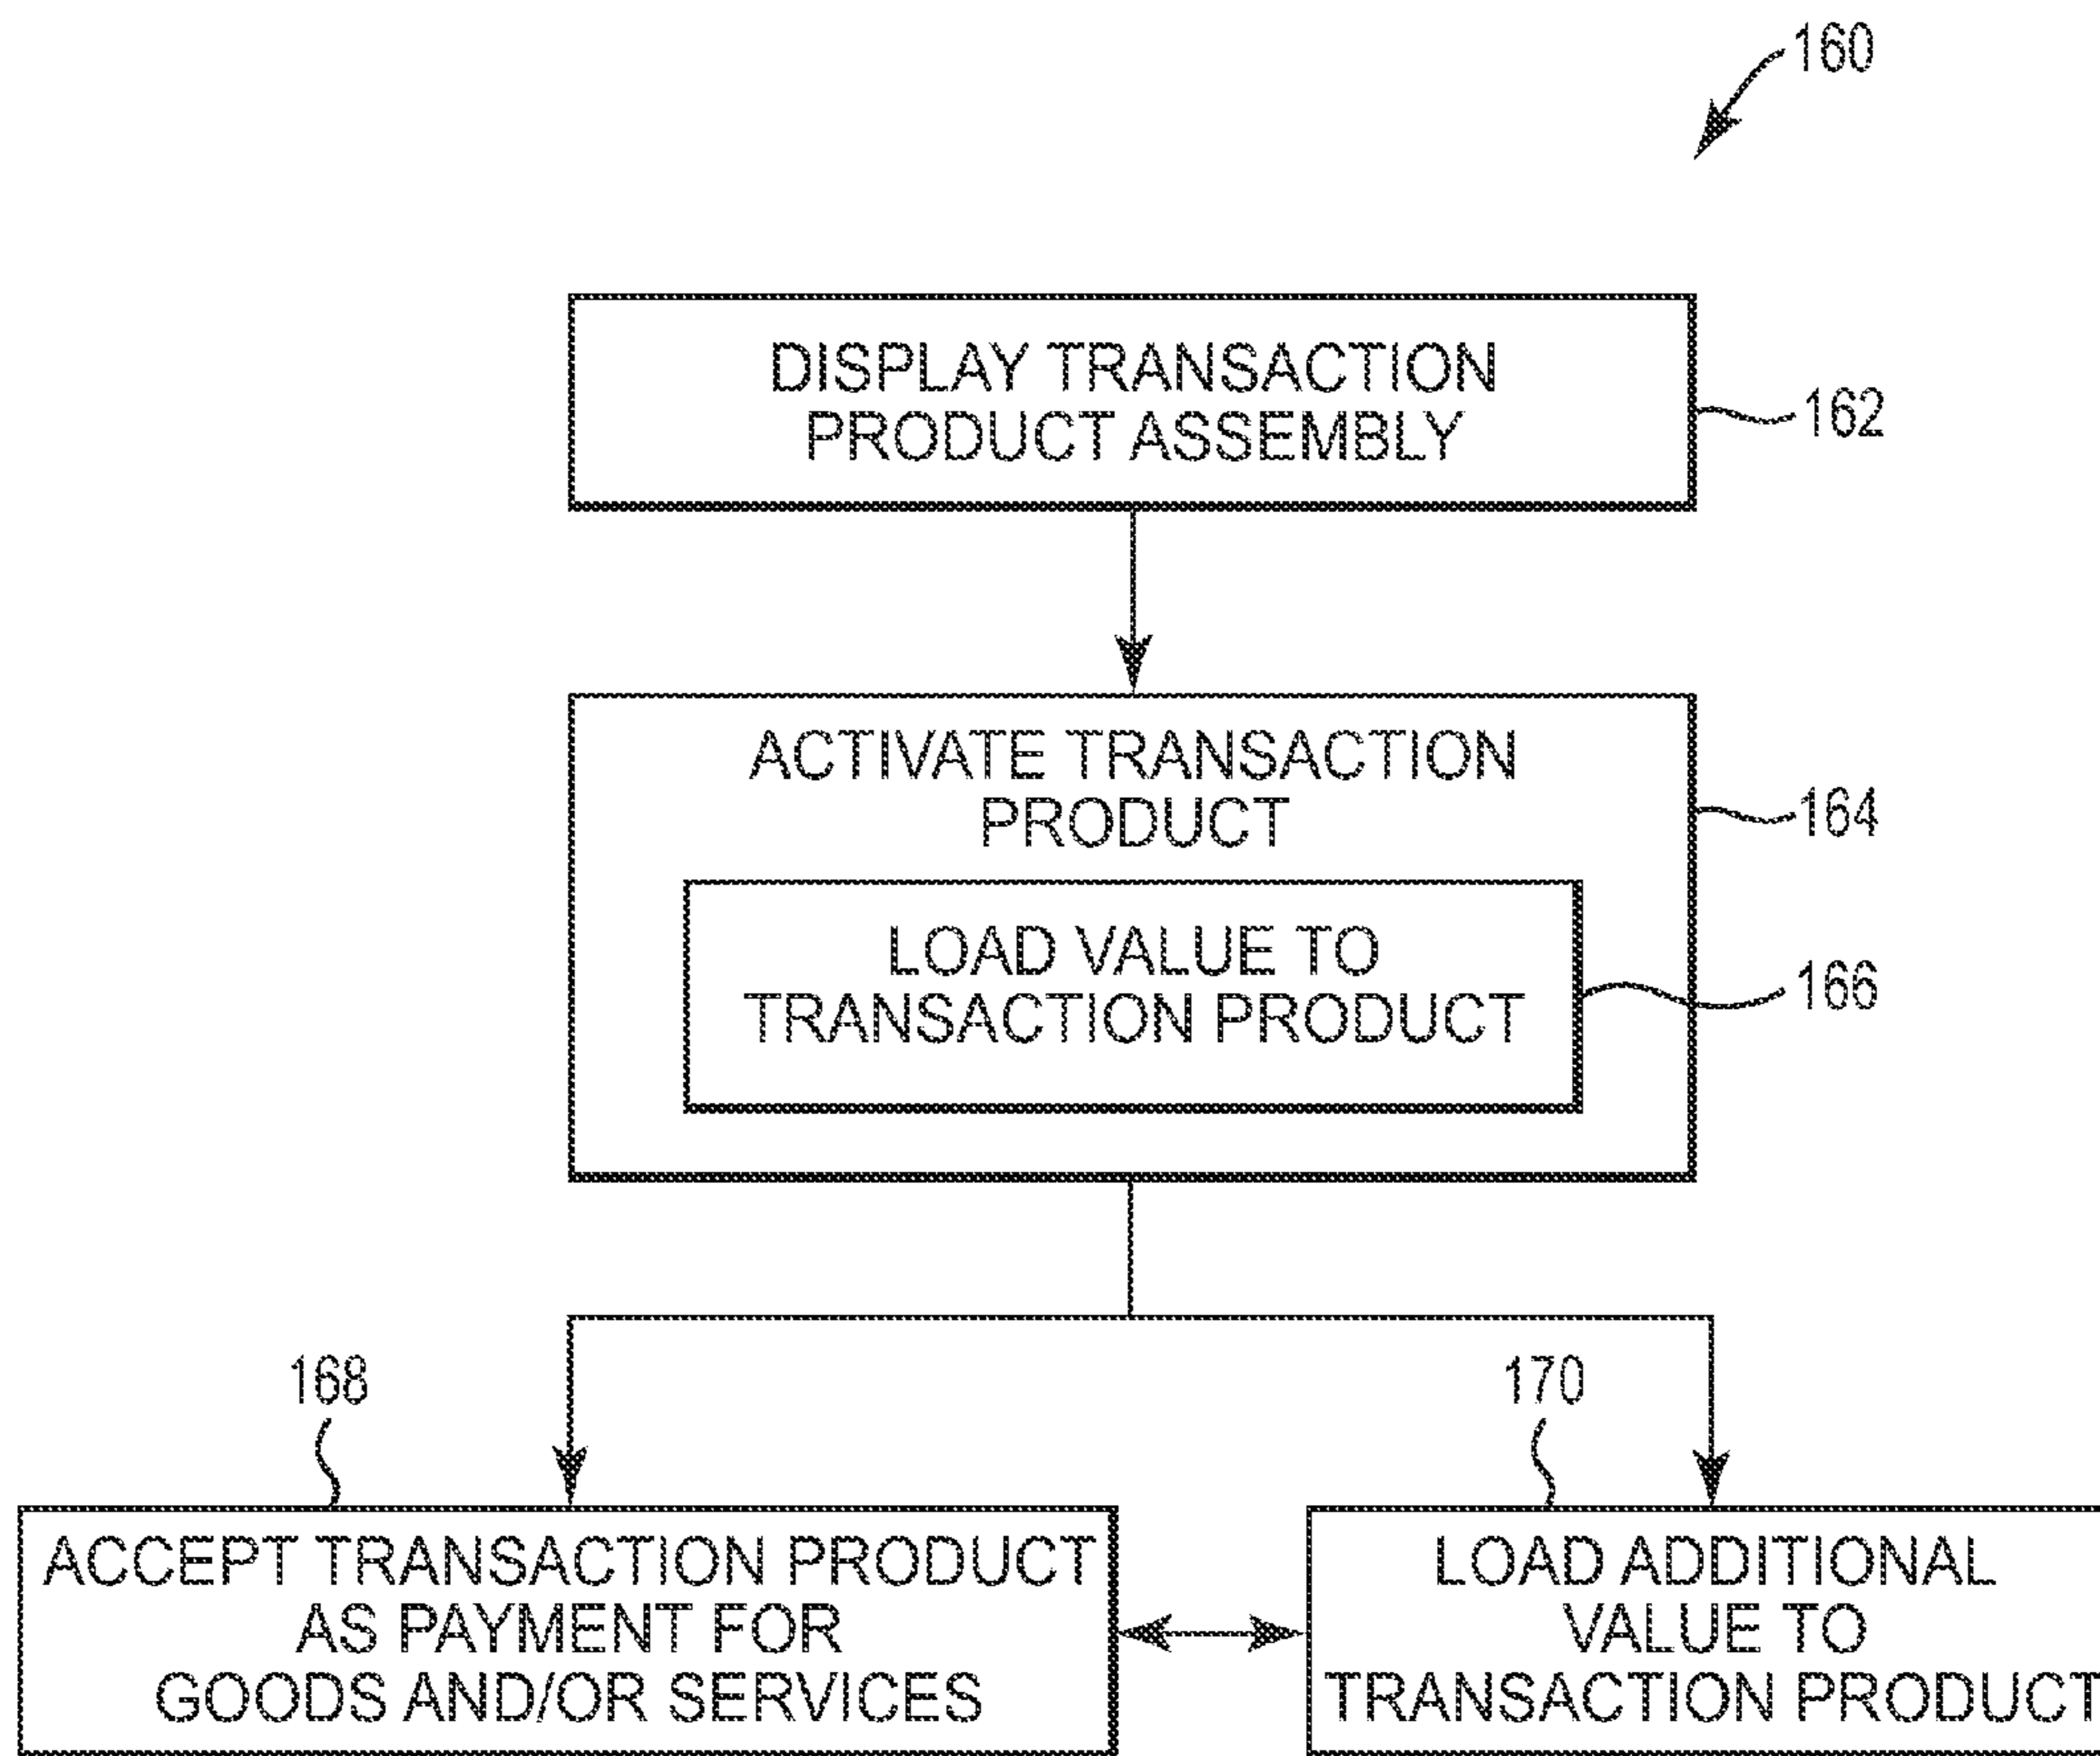 160
DISPLAY TRANSACTION
PRODUCT ASSEMBLY
162
ACTIVATE TRANSACTION
PRODUCT
164
LOAD VALUE TO
TRANSACTION PRODUCT
166
168
170
ACCEPT TRANSACTION PRODUCT
AS PAYMENT FOR
GOODS AND/OR SERVICES
LOAD ADDITIONAL
VALUE TO
TRANSACTION PRODUCT